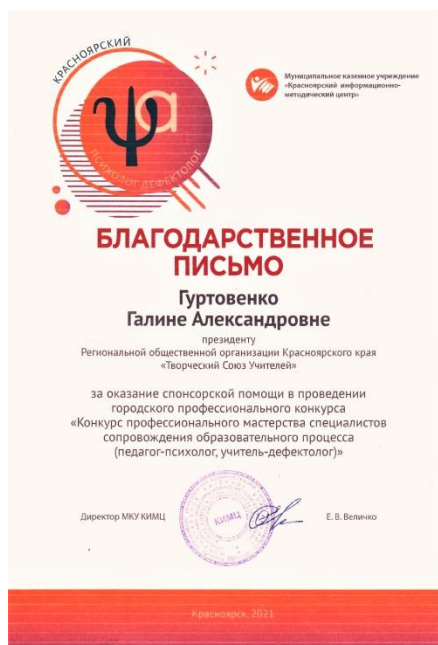 КРАСНОЯРСКИЙ
Ψа
ПСИХОЛОГ ДЕФЕКТОЛОГ
Муниципальное казенное учреждение
«Красноярский информационно-
методический центр»
БЛАГОДАРСТВЕННОЕ
ПИСЬМО
Гуртовенко
Галине Александровне
президенту
Региональной общественной организации Красноярского края
«Творческий Союз Учителей»
за оказание спонсорской помощи в проведении
городского профессионального конкурса
«Конкурс профессионального мастерства специалистов
сопровождения образовательного процесса
(педагог-психолог, учитель-дефектолог)»
Директор МКУ КИМЦ
КИМЦ
Е. В. Величко
Красноярск, 2021